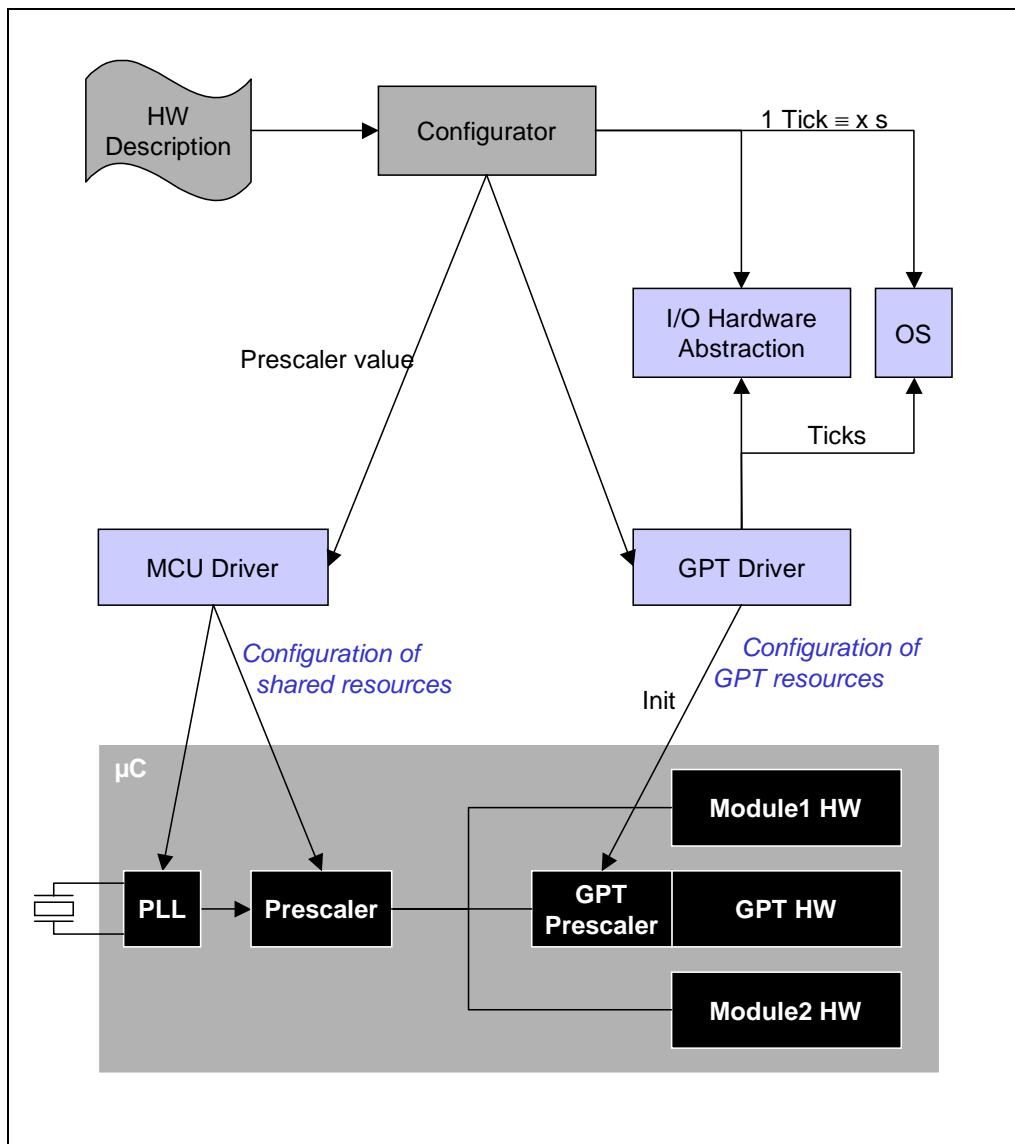 HW
Description
Configurator
1 Tick ≡ x s
I/O Hardware
Abstraction
OS
Prescaler value
Ticks
MCU Driver
GPT Driver
Configuration of
shared resources
Configuration of
GPT resources
Init
µC
Module1 HW
PLL
Prescaler
GPT
Prescaler
GPT HW
Module2 HW